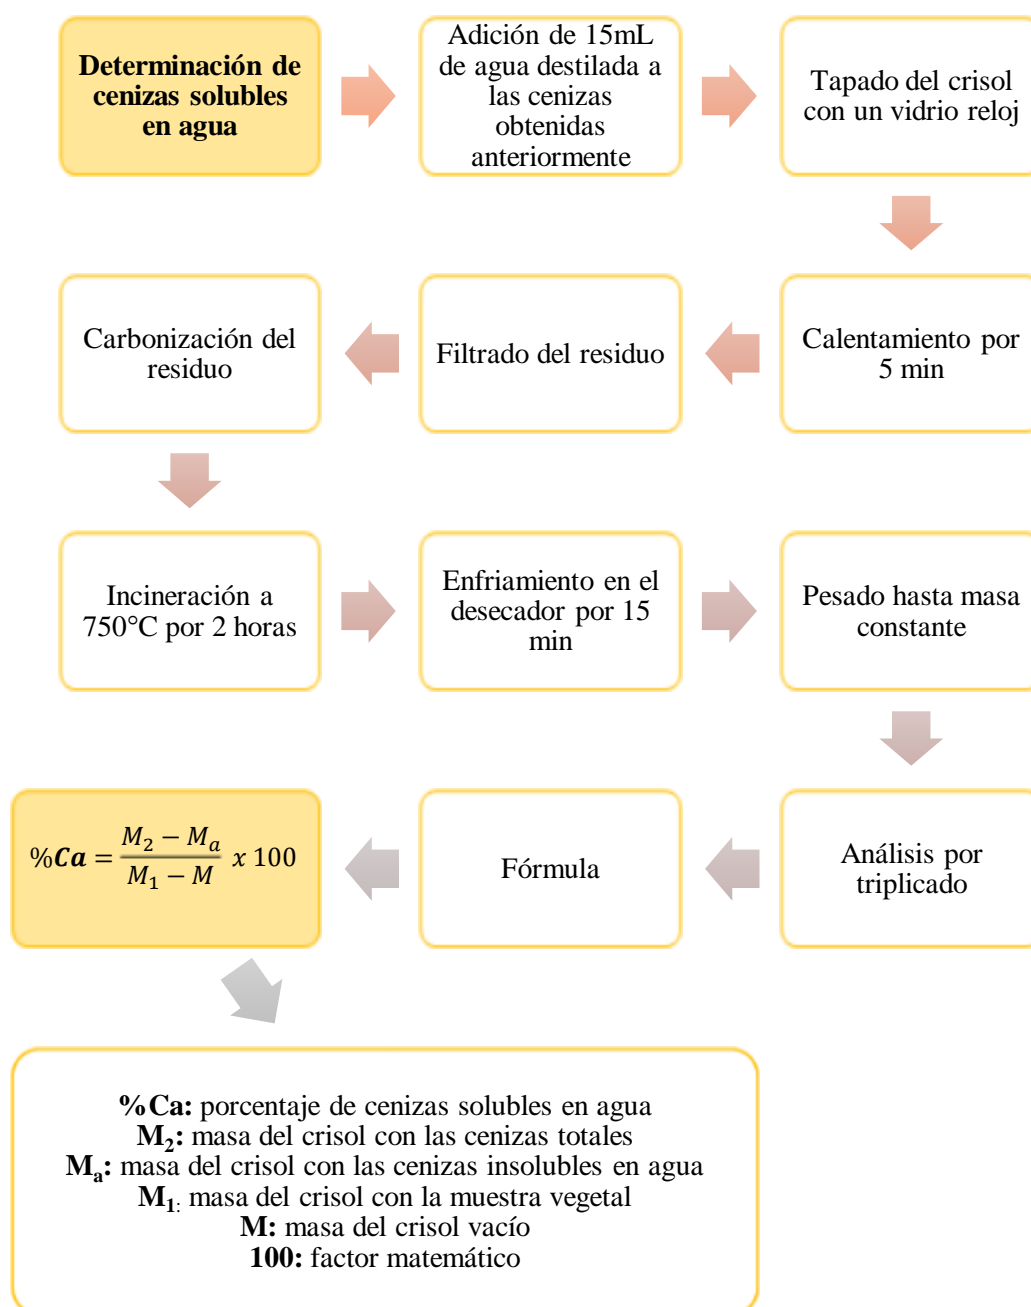 Determinación de
cenizas solubles
en agua
Adición de 15mL
de agua destilada a
las cenizas
obtenidas
anteriormente
Tapado del crisol
con un vidrio reloj
Calentamiento por
5 min
Filtrado del residuo
Carbonización del
residuo
Incineración a
750°C por 2 horas
Enfriamiento en el
desecador por 15
min
Pesado hasta masa
constante
Análisis por
triplicado
Fórmula
%Ca = (M₂ − Mₐ) / (M₁ − M) x 100
%Ca: porcentaje de cenizas solubles en agua
M₂: masa del crisol con las cenizas totales
Mₐ: masa del crisol con las cenizas insolubles en agua
M₁: masa del crisol con la muestra vegetal
M: masa del crisol vacío
100: factor matemático